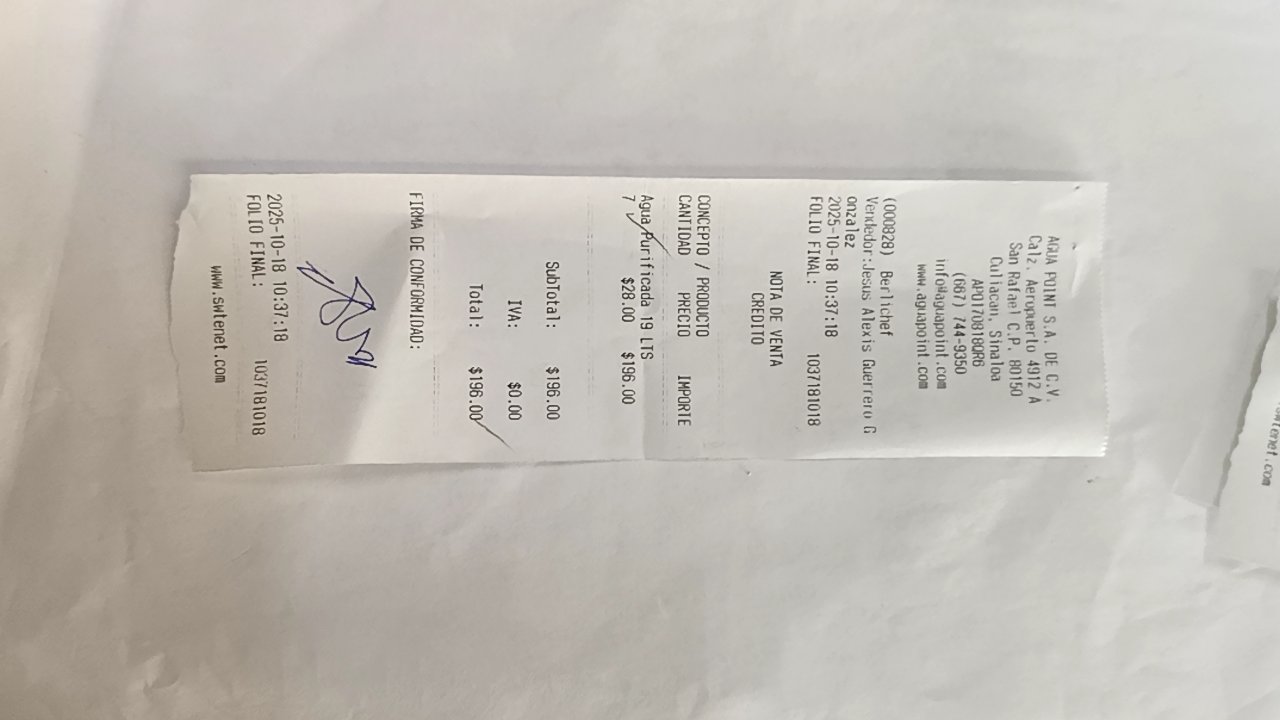 AGUA POINT S.A. DE C.V.
Calz. Aeropuerto 4912 A
San Rafael C.P. 80150
Culiacan, Sinaloa
APO170818QR6
(667) 744-9350
info@aguapoint.com
www.aguapoint.com
(000828) Berlichef
Vendedor:Jesus Alexis Guerrero G
onzalez
2025-10-18 10:37:18
FOLIO FINAL: 1037181018
NOTA DE VENTA
CREDITO
CONCEPTO / PRODUCTO
CANTIDAD PRECIO IMPORTE
Agua Purificada 19 LTS
7 $28.00 $196.00
SubTotal: $196.00
IVA: $0.00
Total: $196.00
FIRMA DE CONFORMIDAD:
2025-10-18 10:37:18
FOLIO FINAL: 1037181018
www.swtenet.com
swtenet.com